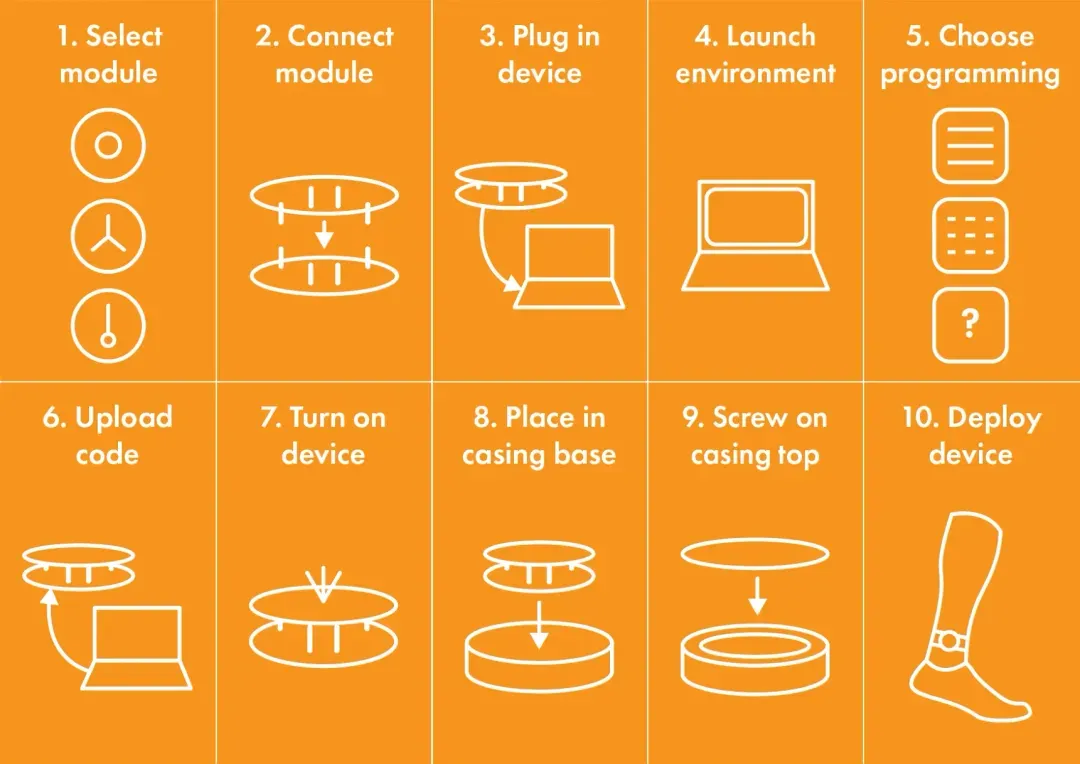 1. Select
module
2. Connect
module
3. Plug in
device
4. Launch
environment
5. Choose
programming
?
6. Upload
code
7. Turn on
device
8. Place in
casing base
9. Screw on
casing top
10. Deploy
device